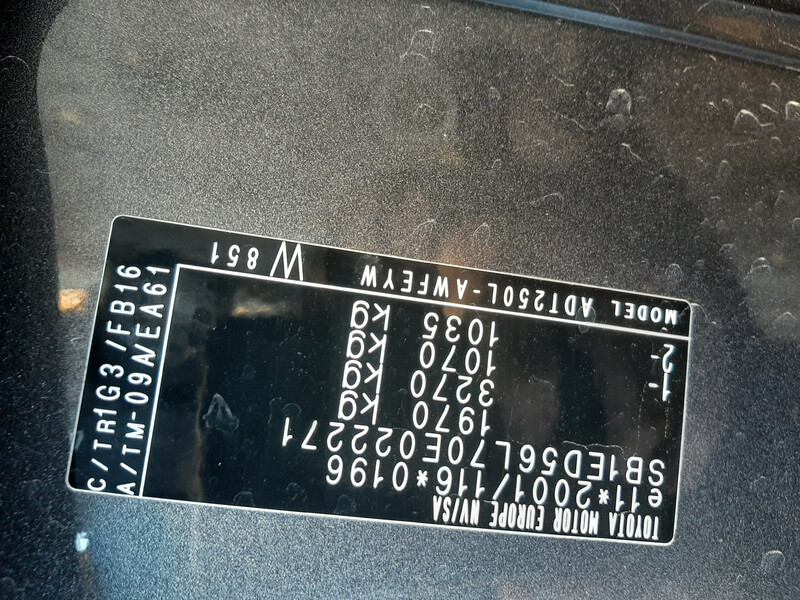 TOYOTA MOTOR EUROPE NV/SA
e11*2001/116*0196
SB1ED56L70E022271
1970 kg
3270 kg
1- 1070 kg
2- 1035 kg
MODEL ADT250L-AWFEYW
W851
C/TR1G3/FB16
A/TM-09A/EA61